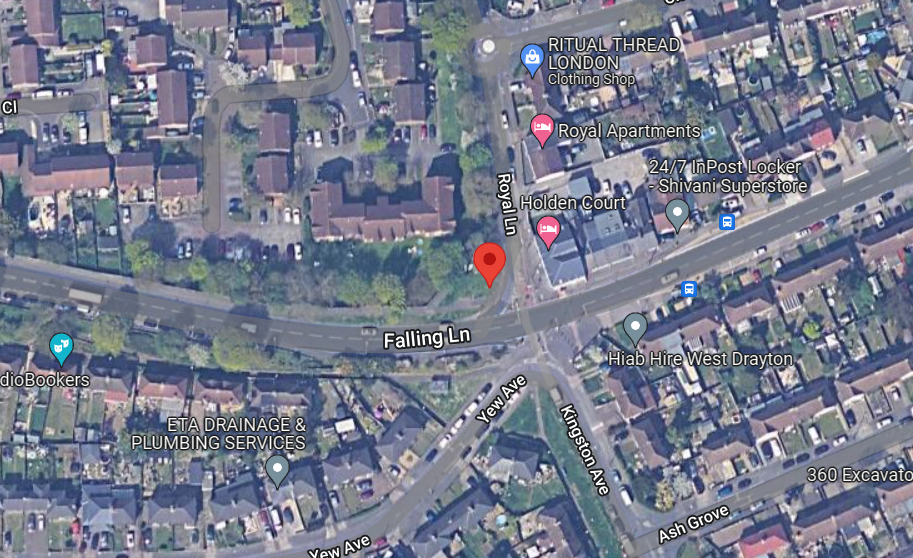 RITUAL THREAD
LONDON
Clothing Shop
Cl
Royal Apartments
24/7 InPost Locker
- Shivani Superstore
Royal Ln
Holden Court
Falling Ln
Hiab Hire West Drayton
dioBookers
Yew Ave
Kingston Ave
ETA DRAINAGE &
PLUMBING SERVICES
360 Excavato
Ash Grove
Yew Ave